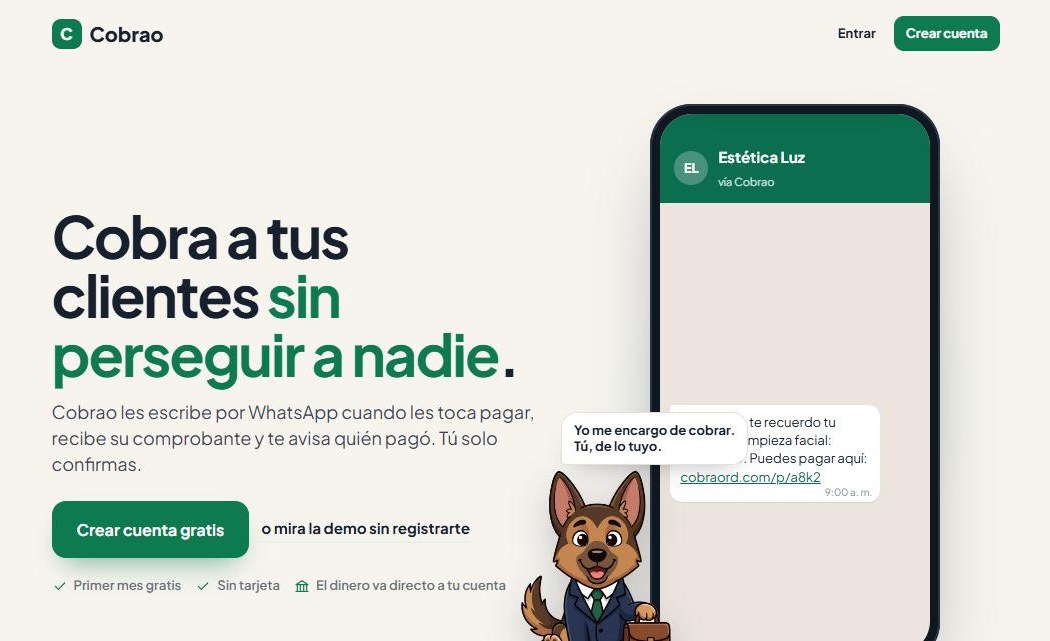 C Cobrao
Entrar
Crear cuenta
Cobra a tus
clientes sin
perseguir a nadie.
Cobrao les escribe por WhatsApp cuando les toca pagar,
recibe su comprobante y te avisa quién pagó. Tú solo
confirmas.
Crear cuenta gratis
o mira la demo sin registrarte
Primer mes gratis
Sin tarjeta
El dinero va directo a tu cuenta
EL
Estética Luz
vía Cobrao
Yo me encargo de cobrar.
Tú, de lo tuyo.
te recuerdo tu
mpieza facial:
. Puedes pagar aquí:
cobraord.com/p/a8k2
9:00 a. m.